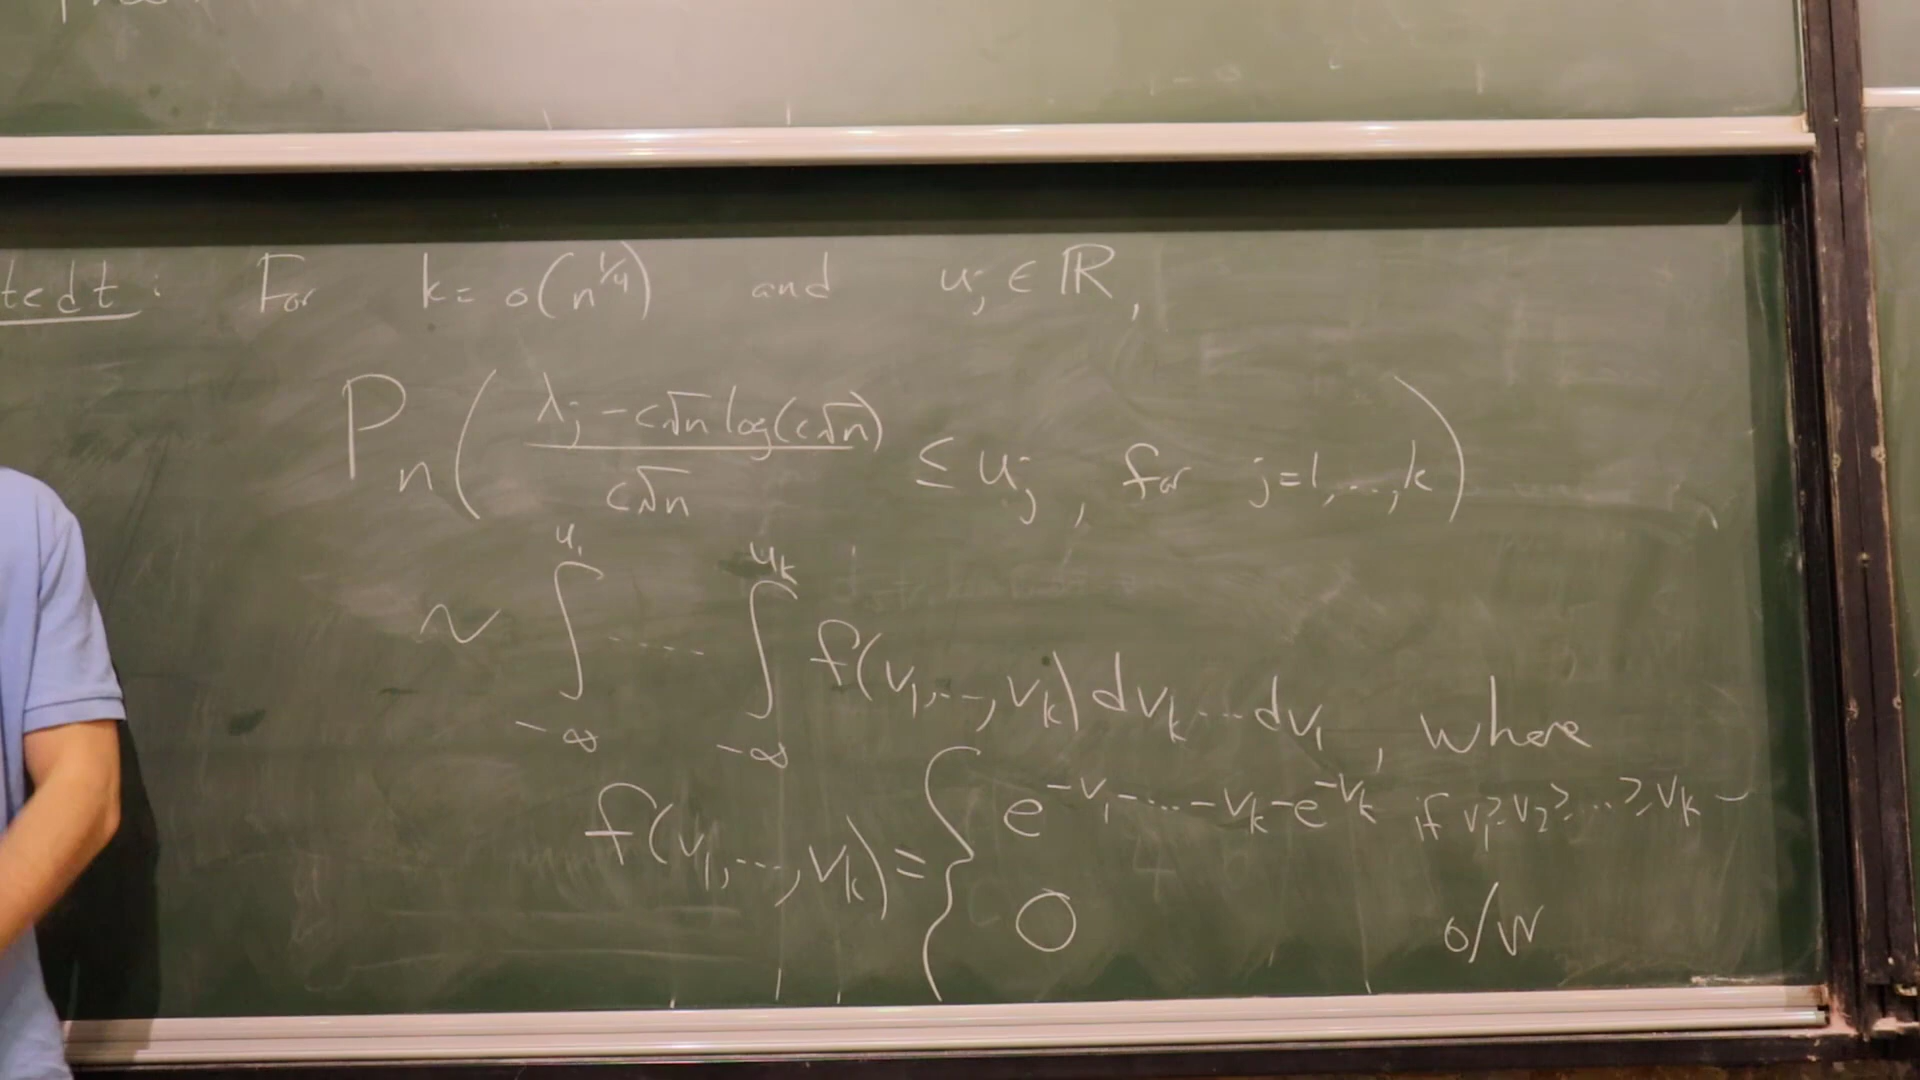 tedt: For k = o(n^{1/4}) and u_j ∈ ℝ,
P_n( (λ_j - c√n log(c√n)) / (c√n) ≤ u_j, for j=1,...,k )
~ ∫_{-∞}^{u_1} ---- ∫_{-∞}^{u_k} f(v_1,...,v_k) dv_k...dv_1, where
f(v_1,...,v_k) = { e^{-v_1-...-v_k-e^{-v_k}} if v_1≥v_2≥...≥v_k
0 o/w